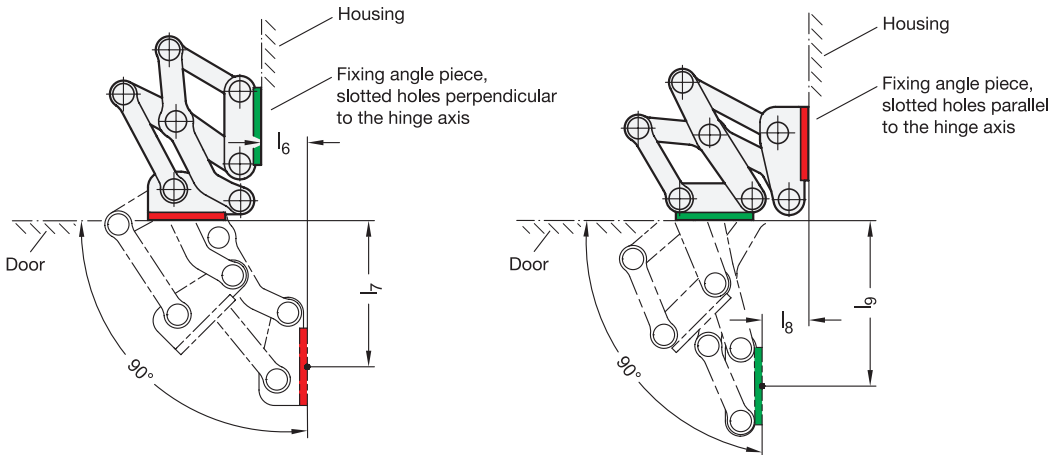 Housing
Fixing angle piece,
slotted holes perpendicular
to the hinge axis
l6
Door
l7
90°
Housing
Fixing angle piece,
slotted holes parallel
to the hinge axis
Door
l8
l9
90°